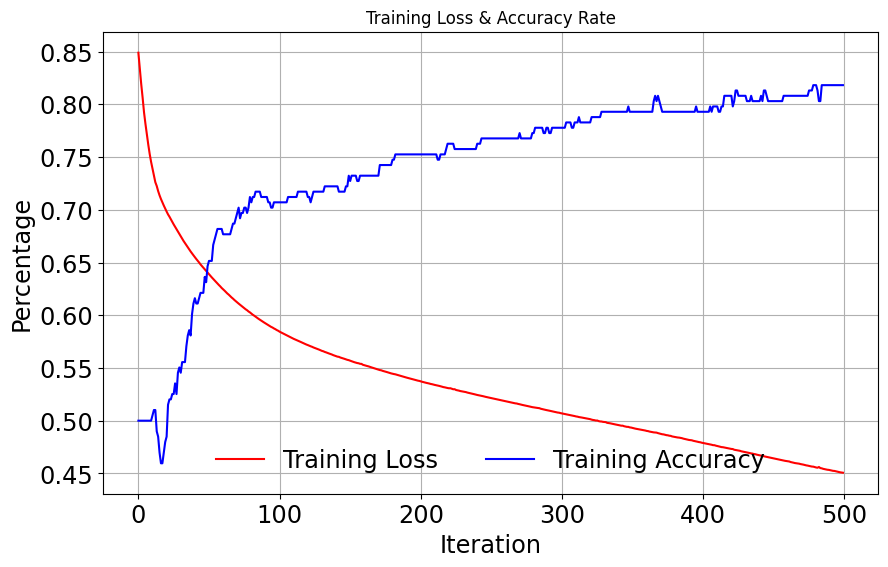 Training Loss & Accuracy Rate
0.85
0.80
0.75
0.70
0.65
0.60
0.55
0.50
0.45
Percentage
Training Loss Training Accuracy
0 100 200 300 400 500
Iteration